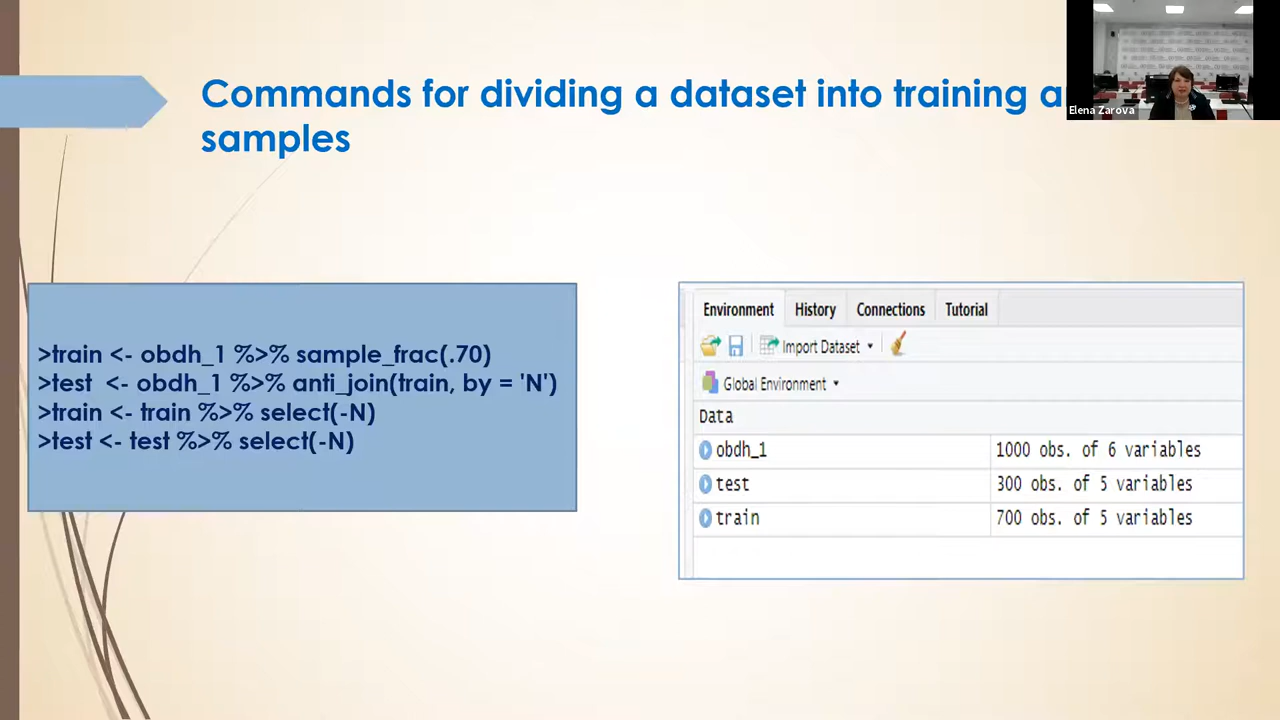 Commands for dividing a dataset into training a
samples
Elena Zarova
>train <- obdh_1 %>% sample_frac(.70)
>test <- obdh_1 %>% anti_join(train, by = 'N')
>train <- train %>% select(-N)
>test <- test %>% select(-N)
Environment History Connections Tutorial
Import Dataset
Global Environment
Data
obdh_1 1000 obs. of 6 variables
test 300 obs. of 5 variables
train 700 obs. of 5 variables